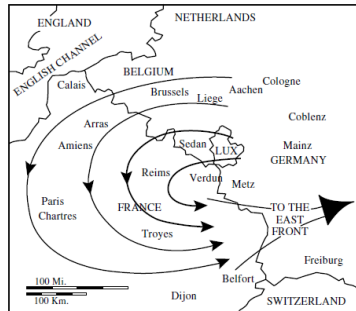 ENGLAND
NETHERLANDS
ENGLISH CHANNEL
BELGIUM
Calais
Brussels
Aachen
Cologne
Liege
Coblenz
Arras
Amiens
Sedan
LUX
Mainz
GERMANY
Reims
Verdun
Metz
Paris
Chartres
FRANCE
TO THE
EAST
FRONT
Troyes
Freiburg
100 Mi.
100 Km.
Dijon
Belfort
SWITZERLAND